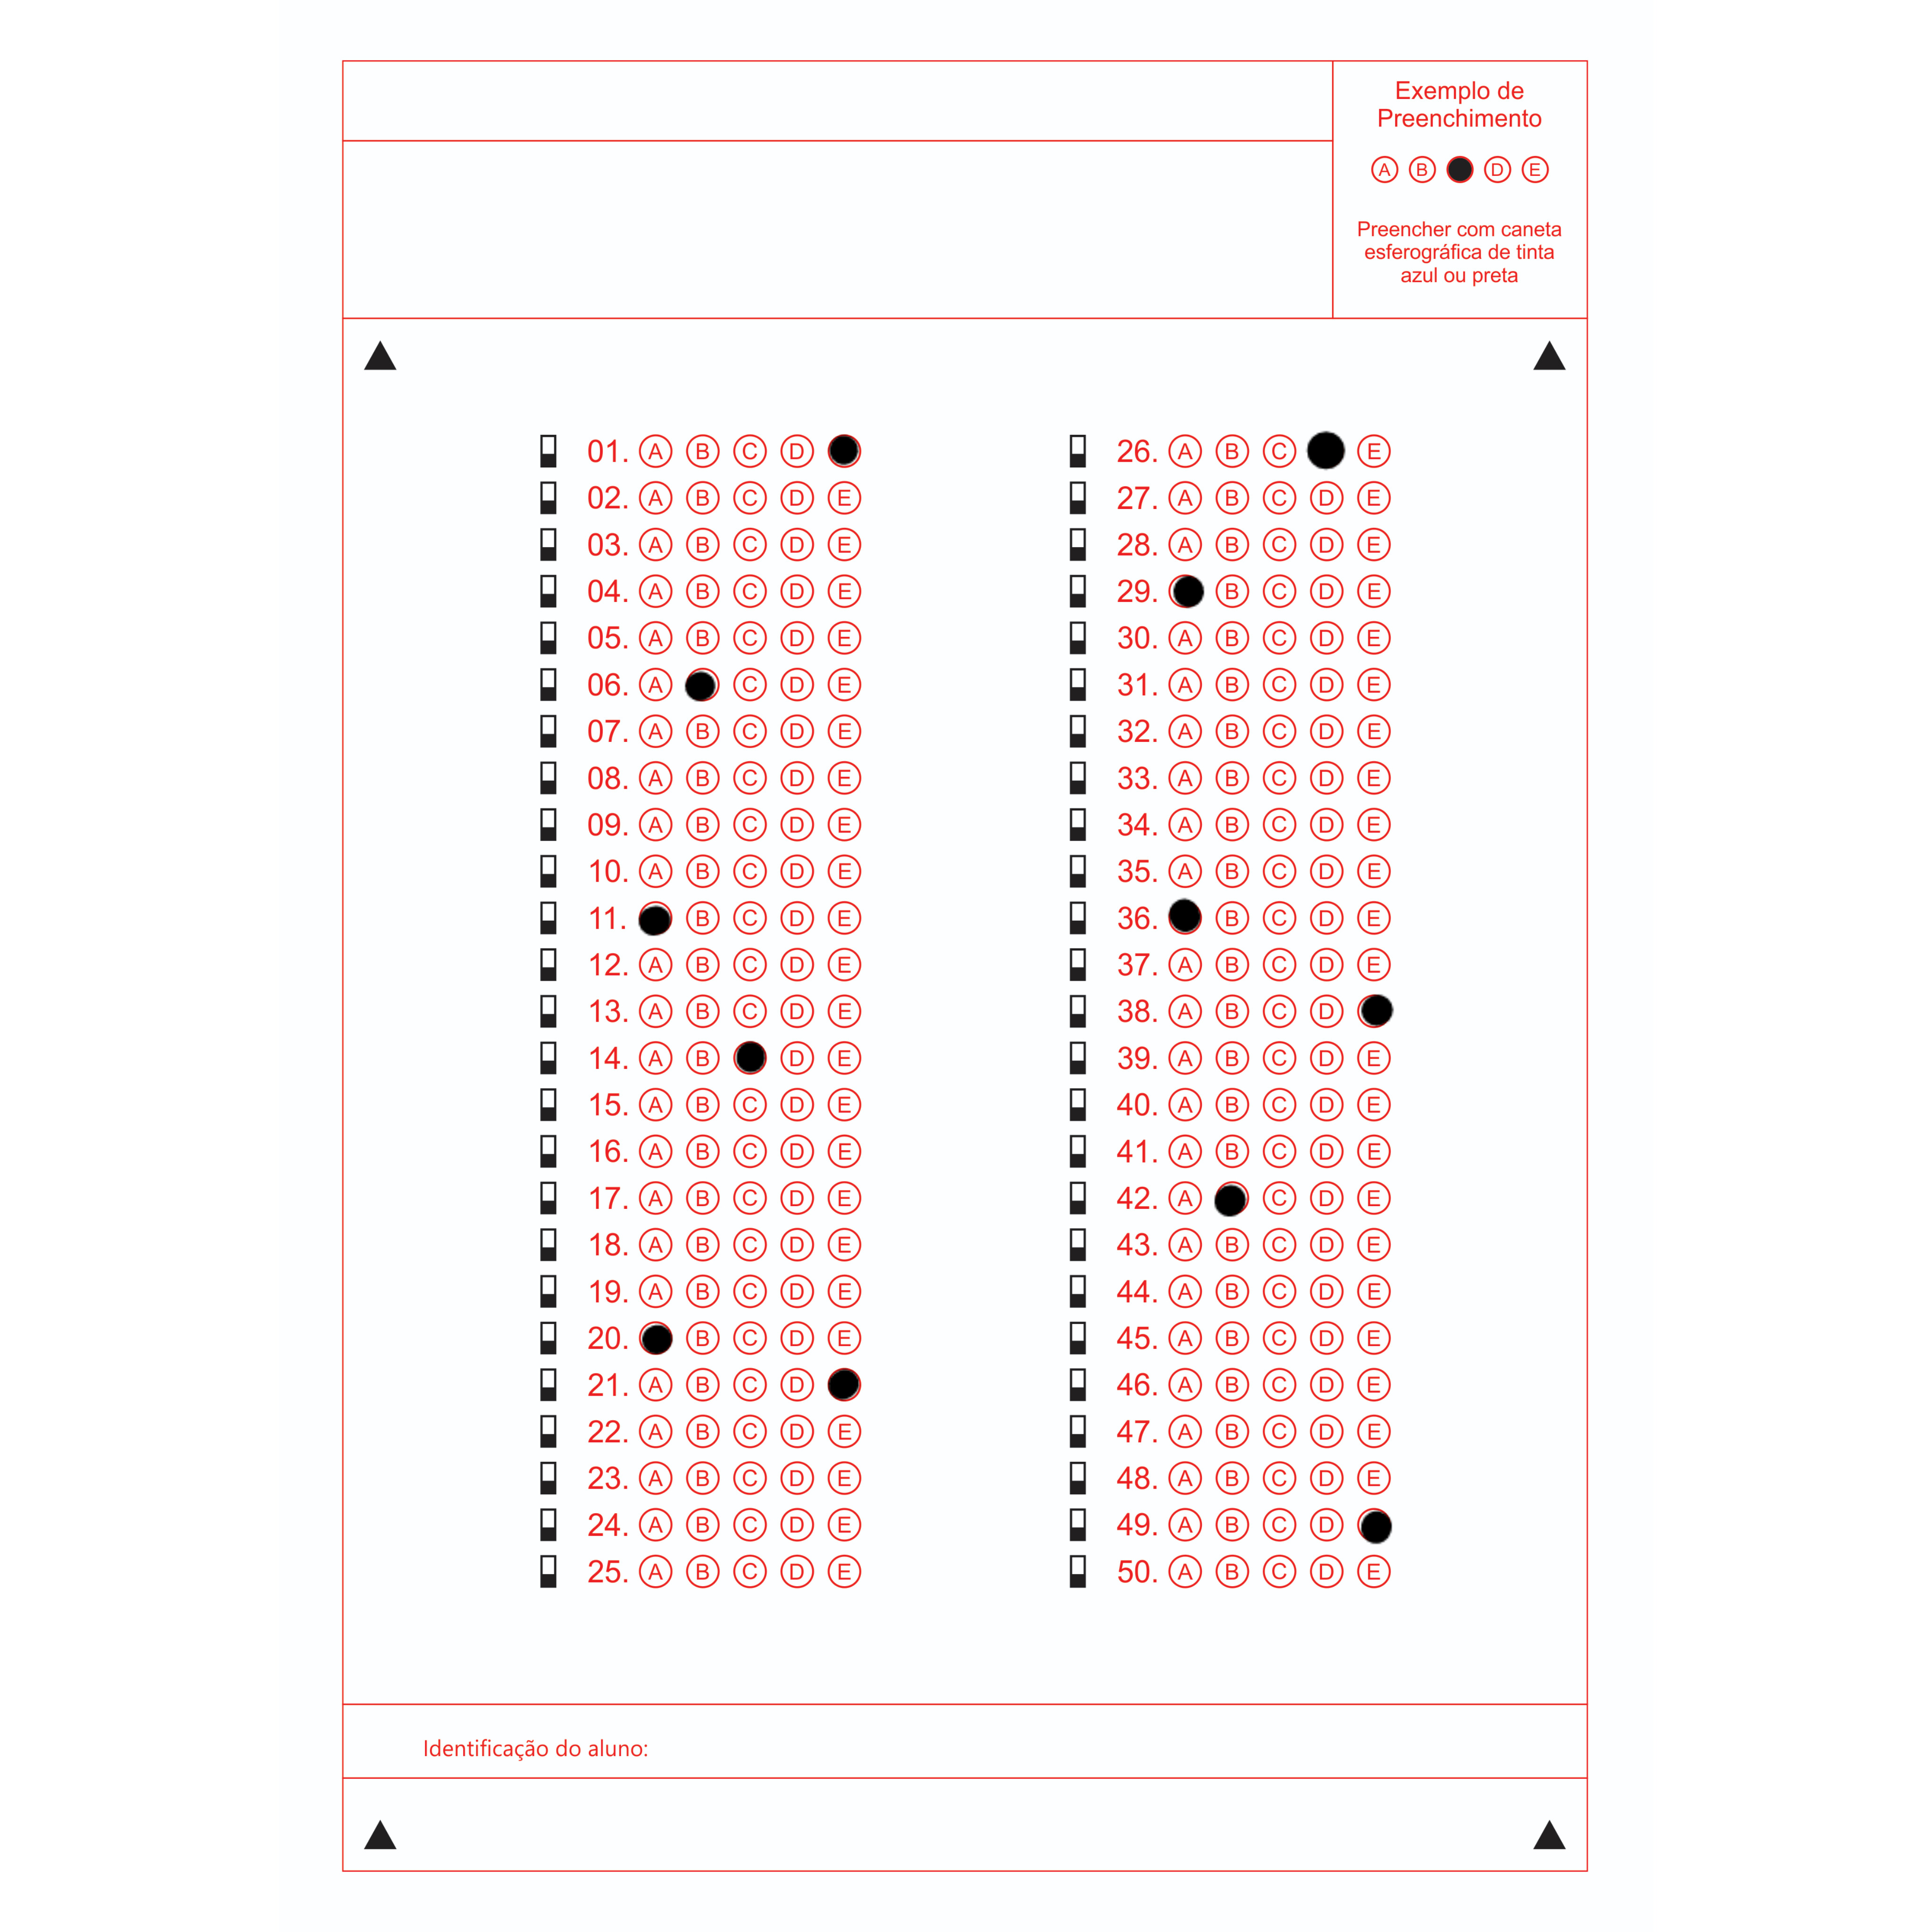 Exemplo de
Preenchimento
A B D E
Preencher com caneta
esferográfica de tinta
azul ou preta
01. A B C D
02. A B C D E
03. A B C D E
04. A B C D E
05. A B C D E
06. A C D E
07. A B C D E
08. A B C D E
09. A B C D E
10. A B C D E
11. B C D E
12. A B C D E
13. A B C D E
14. A B D E
15. A B C D E
16. A B C D E
17. A B C D E
18. A B C D E
19. A B C D E
20. B C D E
21. A B C D
22. A B C D E
23. A B C D E
24. A B C D E
25. A B C D E
26. A B C E
27. A B C D E
28. A B C D E
29. B C D E
30. A B C D E
31. A B C D E
32. A B C D E
33. A B C D E
34. A B C D E
35. A B C D E
36. B C D E
37. A B C D E
38. A B C D
39. A B C D E
40. A B C D E
41. A B C D E
42. A C D E
43. A B C D E
44. A B C D E
45. A B C D E
46. A B C D E
47. A B C D E
48. A B C D E
49. A B C D
50. A B C D E
Identificação do aluno: